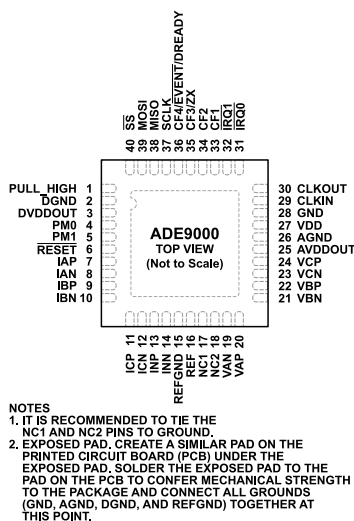 SS
MOSI
MISO
SCLK
CF4/EVENT/DREADY
CF3/ZX
CF2
CF1
IRQ1
IRQ0
40 39 38 37 36 35 34 33 32 31
PULL_HIGH 1
DGND 2
DVDDOUT 3
PM0 4
PM1 5
RESET 6
IAP 7
IAN 8
IBP 9
IBN 10
ADE9000
TOP VIEW
(Not to Scale)
30 CLKOUT
29 CLKIN
28 GND
27 VDD
26 AGND
25 AVDDOUT
24 VCP
23 VCN
22 VBP
21 VBN
ICP 11
ICN 12
INP 13
INN 14
REFGND 15
REF 16
NC1 17
NC2 18
VAN 19
VAP 20
NOTES
1. IT IS RECOMMENDED TO TIE THE
NC1 AND NC2 PINS TO GROUND.
2. EXPOSED PAD. CREATE A SIMILAR PAD ON THE
PRINTED CIRCUIT BOARD (PCB) UNDER THE
EXPOSED PAD. SOLDER THE EXPOSED PAD TO THE
PAD ON THE PCB TO CONFER MECHANICAL STRENGTH
TO THE PACKAGE AND CONNECT ALL GROUNDS
(GND, AGND, DGND, AND REFGND) TOGETHER AT
THIS POINT.